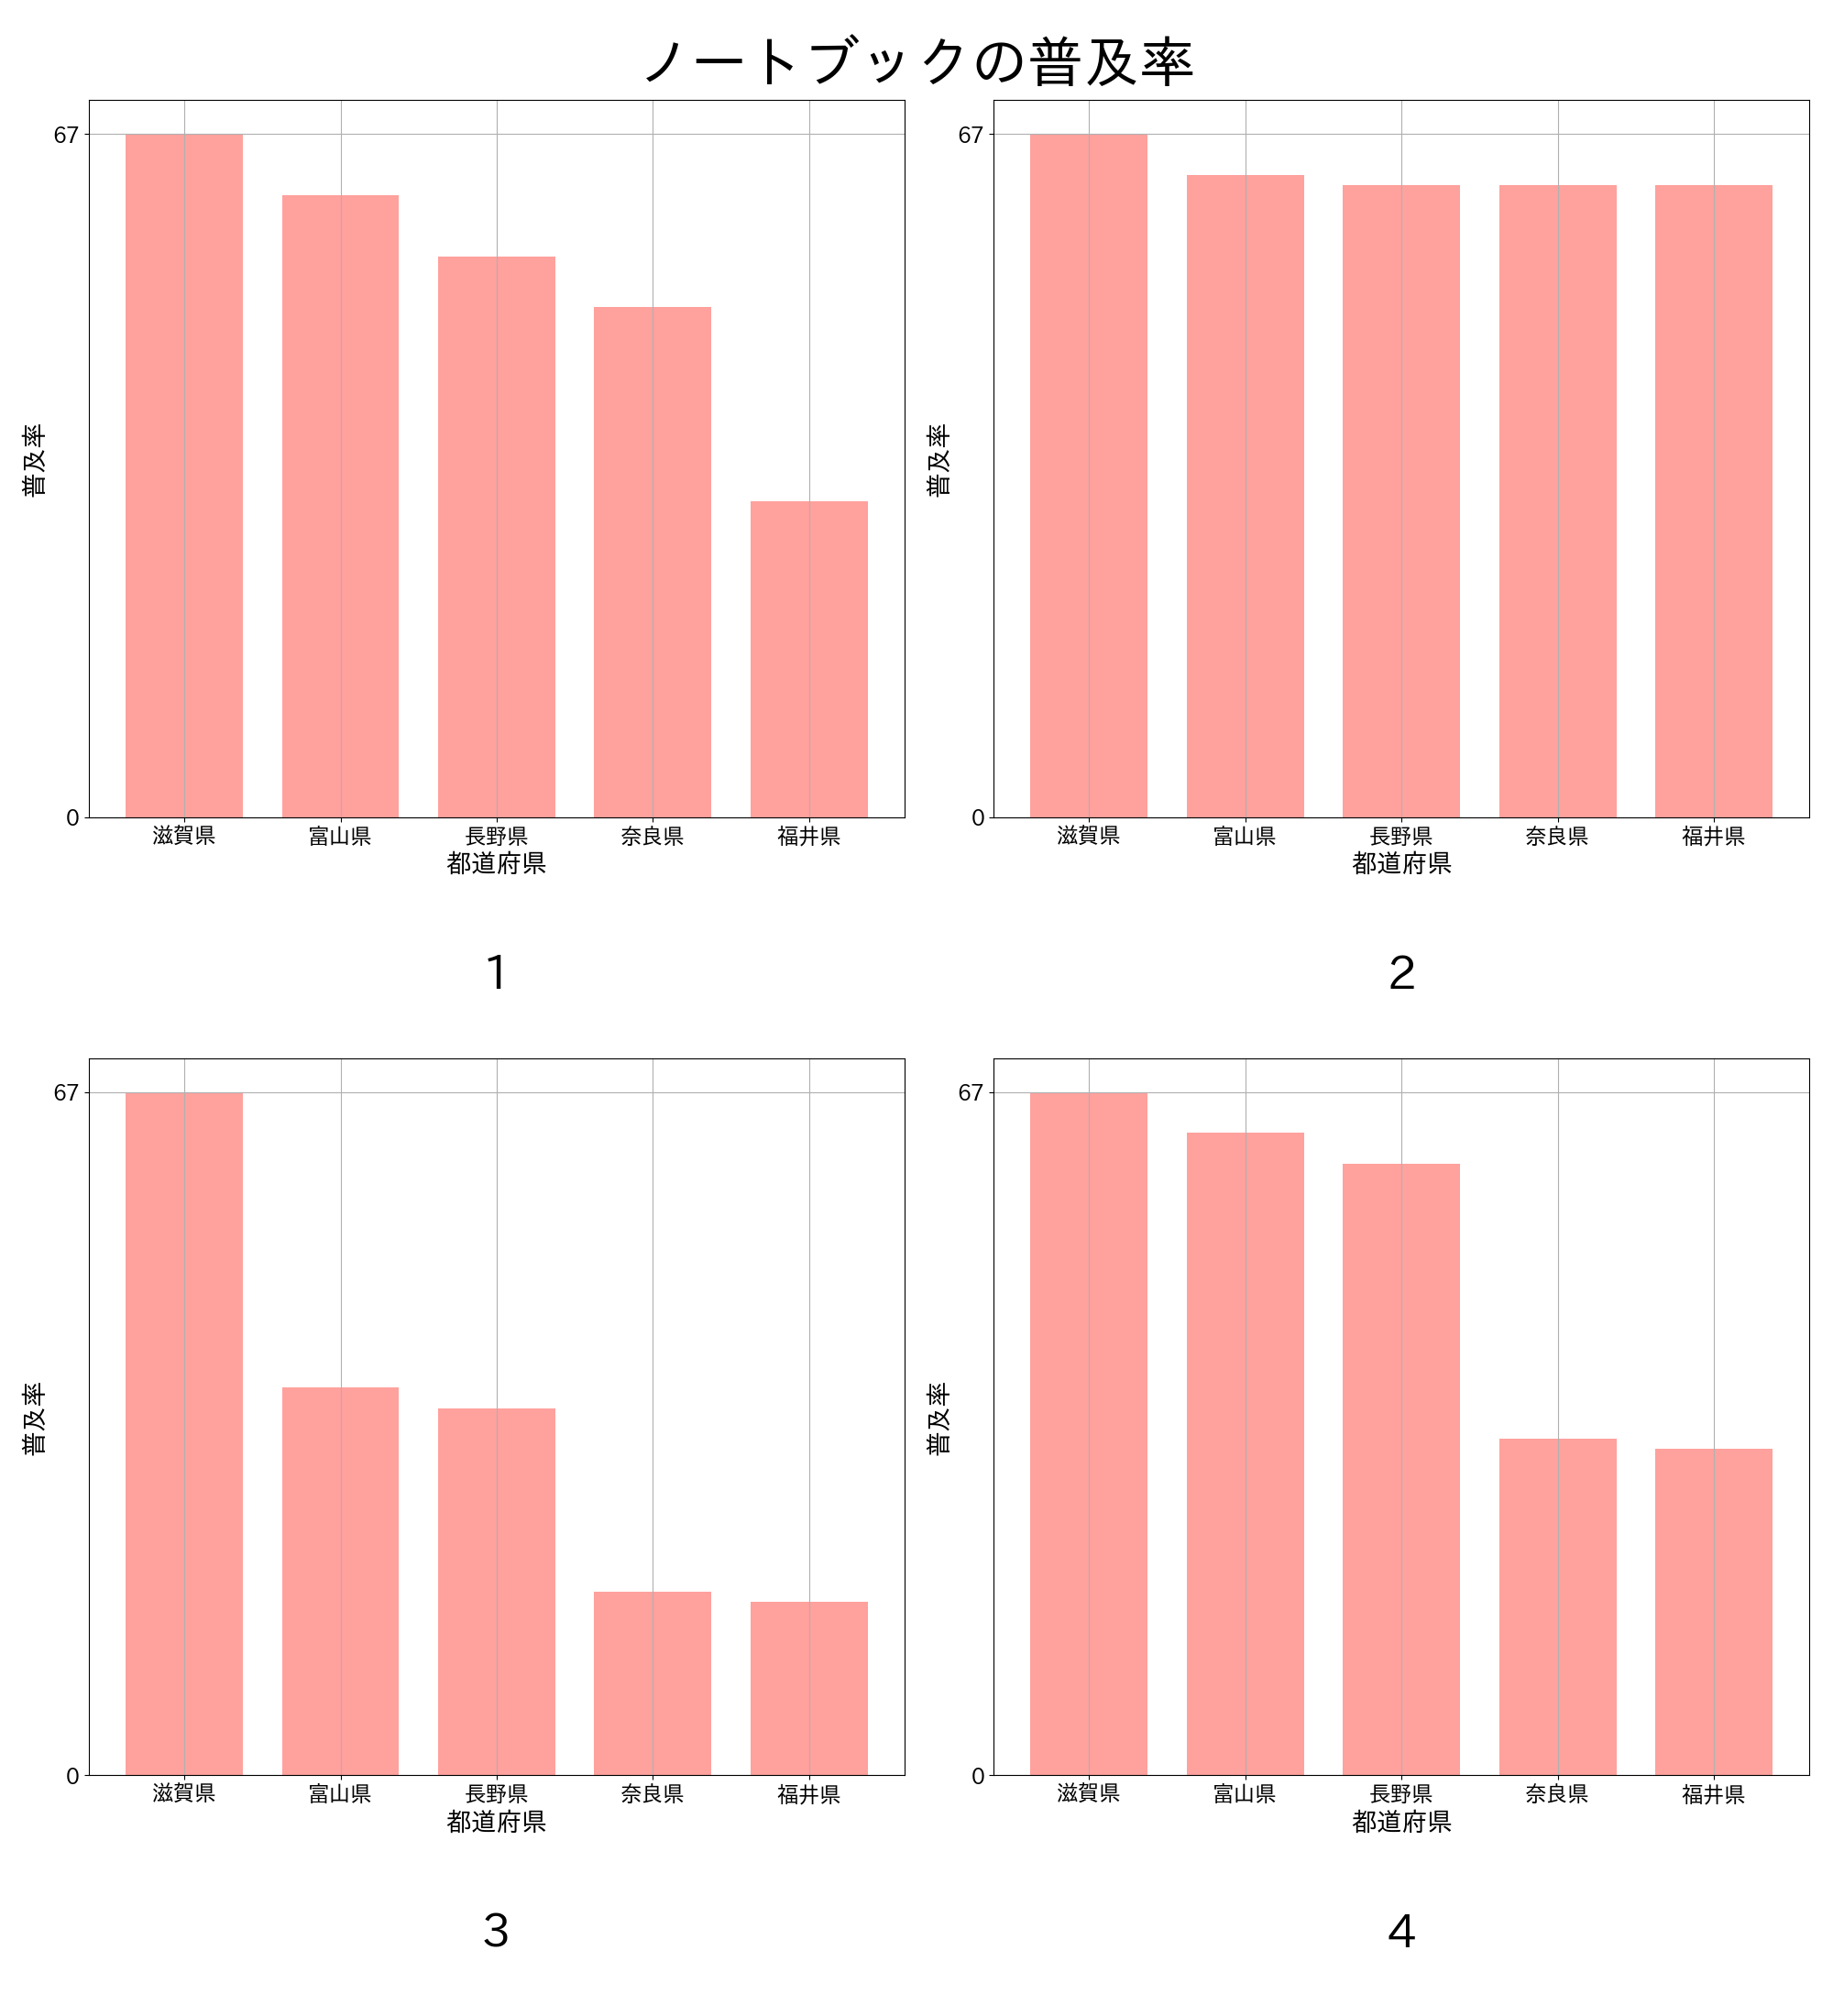 ノートブックの普及率
67
0
普及率
滋賀県 富山県 長野県 奈良県 福井県
都道府県
1
67
0
普及率
滋賀県 富山県 長野県 奈良県 福井県
都道府県
2
67
0
普及率
滋賀県 富山県 長野県 奈良県 福井県
都道府県
3
67
0
普及率
滋賀県 富山県 長野県 奈良県 福井県
都道府県
4